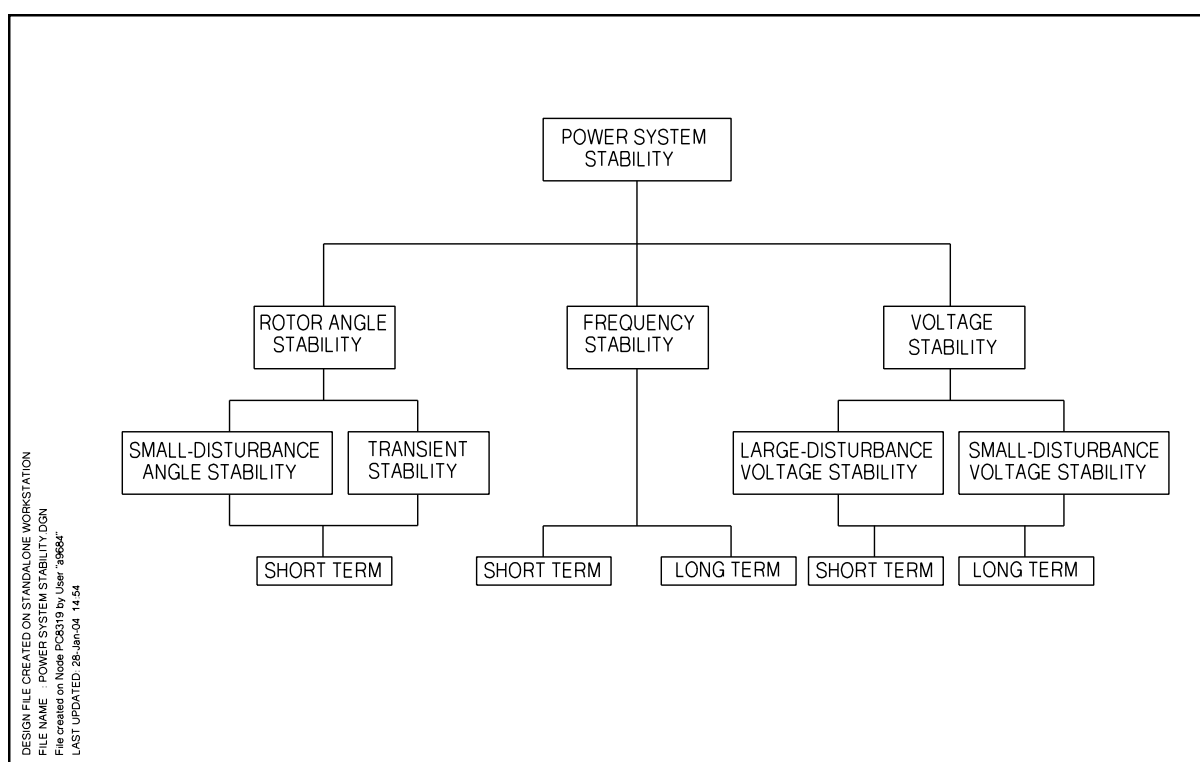 POWER SYSTEM
STABILITY
ROTOR ANGLE
STABILITY
FREQUENCY
STABILITY
VOLTAGE
STABILITY
SMALL-DISTURBANCE
ANGLE STABILITY
TRANSIENT
STABILITY
LARGE-DISTURBANCE
VOLTAGE STABILITY
SMALL-DISTURBANCE
VOLTAGE STABILITY
SHORT TERM
SHORT TERM
LONG TERM
SHORT TERM
LONG TERM
DESIGN FILE CREATED ON STANDALONE WORKSTATION
FILE NAME : POWER SYSTEM STABILITY.DGN
File created on Node PC8319 by User "a9684"
LAST UPDATED: 28-Jan-04 14:54